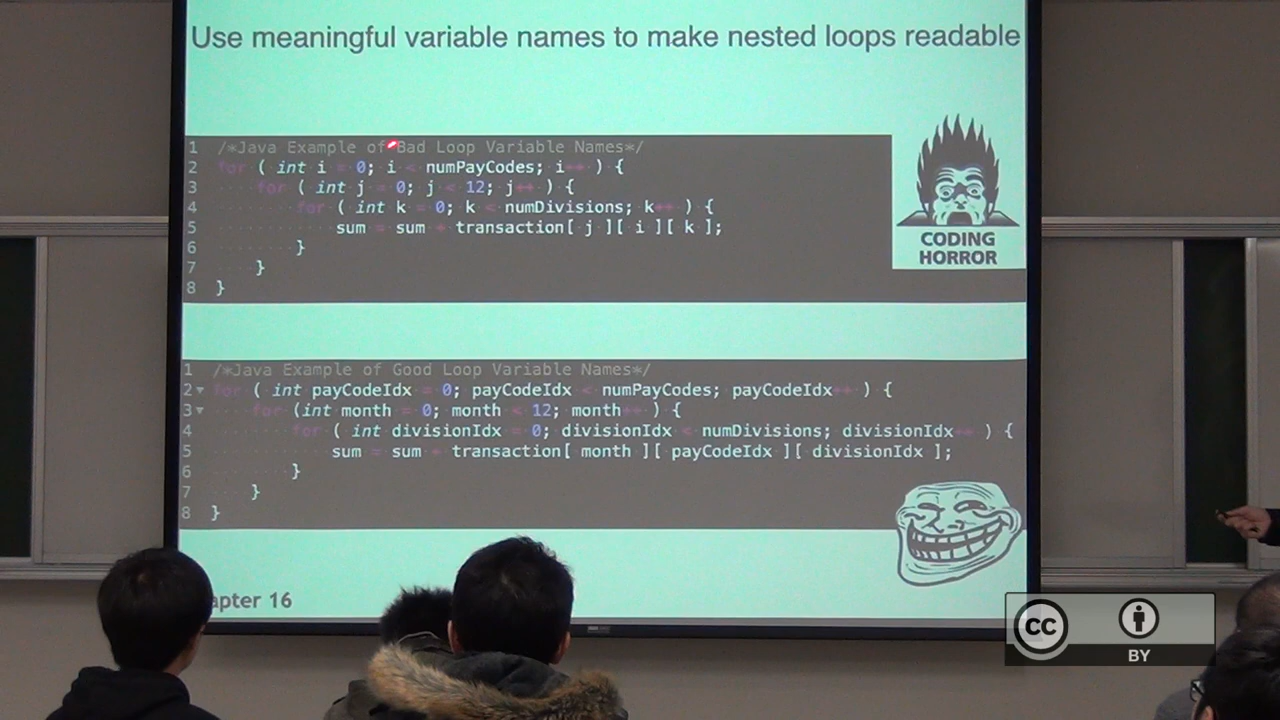 Use meaningful variable names to make nested loops readable
1 /*Java Example of Bad Loop Variable Names*/
2 for ( int i = 0; i < numPayCodes; i++ ) {
3 for ( int j = 0; j < 12; j++ ) {
4 for ( int k = 0; k < numDivisions; k++ ) {
5 sum = sum + transaction[ j ][ i ][ k ];
6 }
7 }
8 }
CODING
HORROR
1 /*Java Example of Good Loop Variable Names*/
2 for ( int payCodeIdx = 0; payCodeIdx < numPayCodes; payCodeIdx++ ) {
3 for (int month = 0; month < 12; month++ ) {
4 for ( int divisionIdx = 0; divisionIdx < numDivisions; divisionIdx++ ) {
5 sum = sum + transaction[ month ][ payCodeIdx ][ divisionIdx ];
6 }
7 }
8 }
apter 16
CC
BY